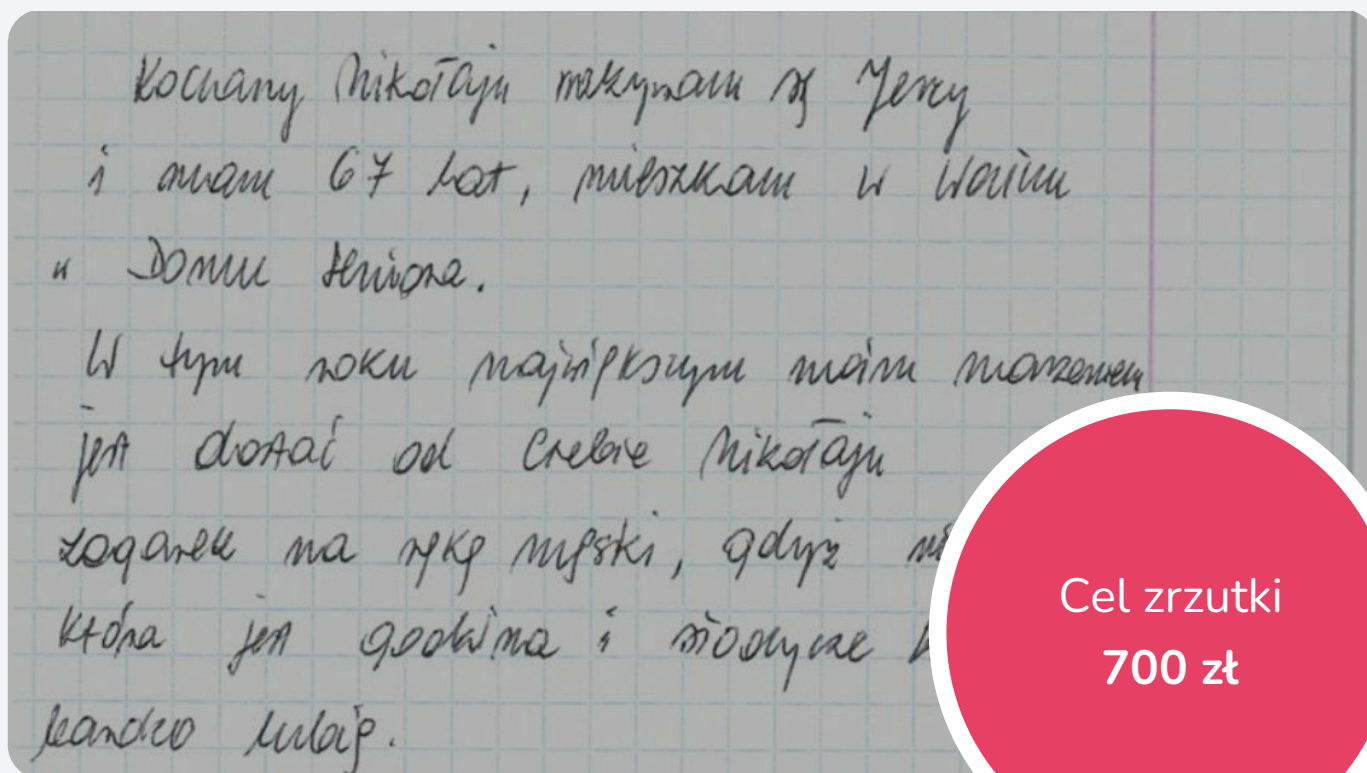 Kochany Mikołaju nazywam się Jerzy
i mam 67 lat, mieszkam w
w Domu Seniora.
W tym roku największym moim marzeniem
jest dostać od Ciebie Mikołaju
zegarek na rękę męski, gdyż
która jest godzina i słodycze
bardzo lubię.
Cel zrzutki
700 zł